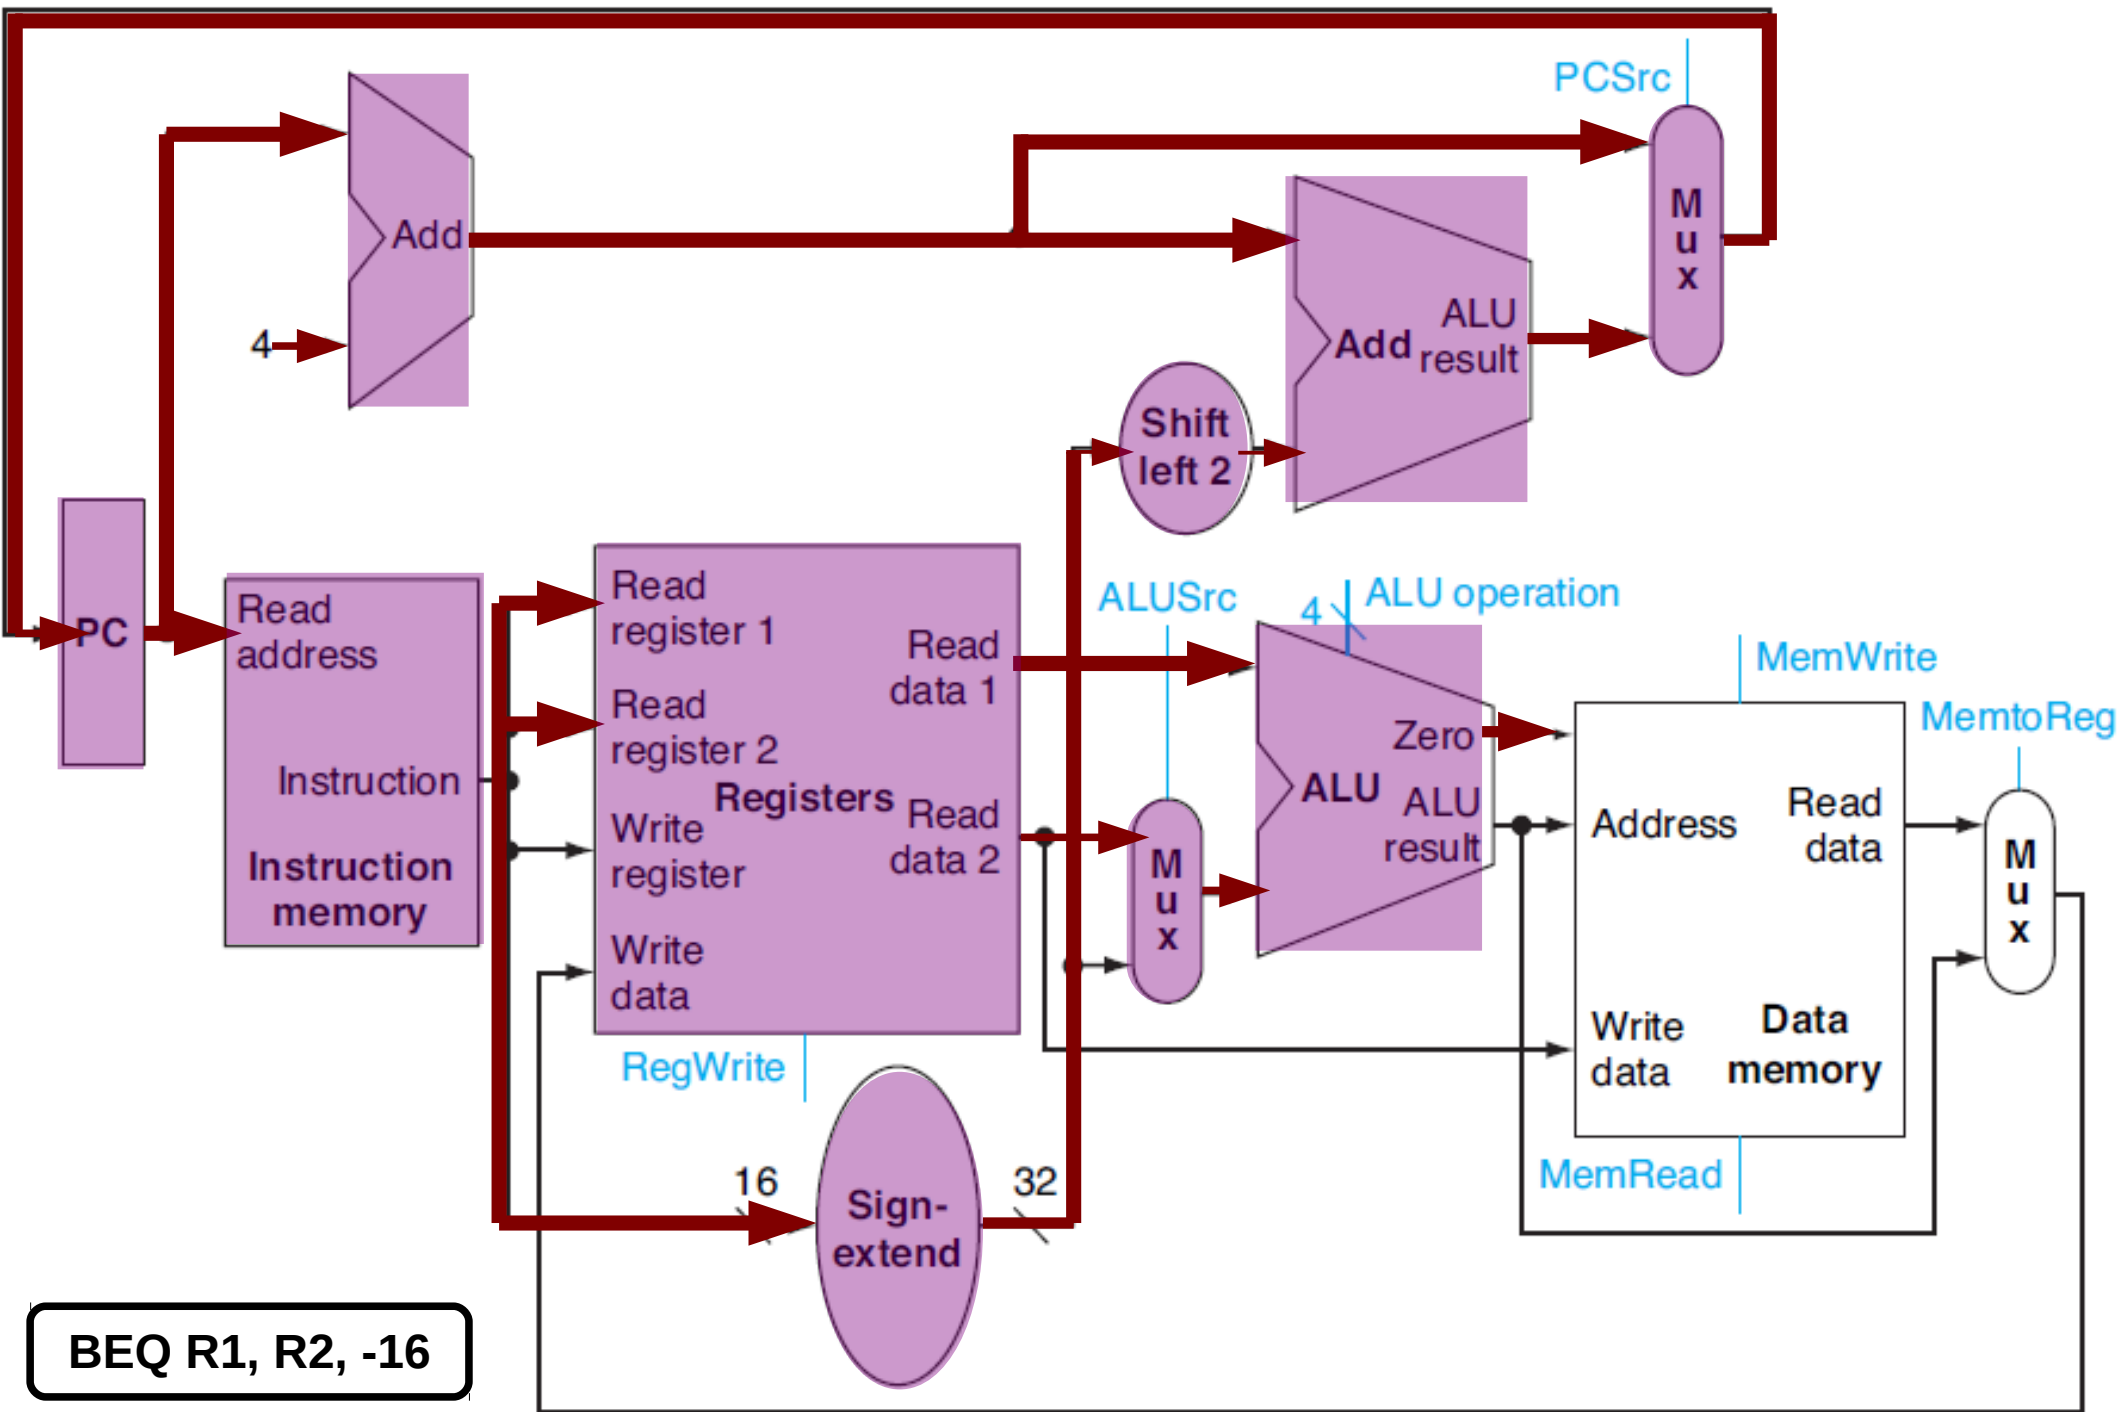 PCSrc
M
u
x
Add
4
Add
ALU
result
Shift
left 2
PC
Read
address
Instruction
Instruction
memory
Read
register 1
Read
register 2
Registers
Write
register
Write
data
Read
data 1
Read
data 2
RegWrite
ALUSrc
M
u
x
4
ALU operation
Zero
ALU
ALU
result
MemWrite
MemtoReg
Address
Read
data
Write
data
Data
memory
MemRead
M
u
x
16
Sign-
extend
32
BEQ R1, R2, -16